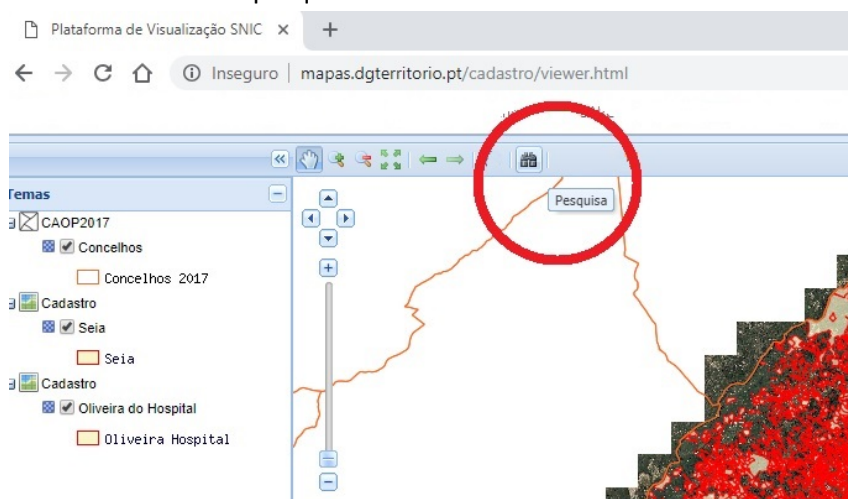 Plataforma de Visualização SNIC
Inseguro | mapas.dgterritorio.pt/cadastro/viewer.html
Temas
Pesquisa
CAOP2017
Concelhos
Concelhos 2017
Cadastro
Seia
Seia
Cadastro
Oliveira do Hospital
Oliveira Hospital